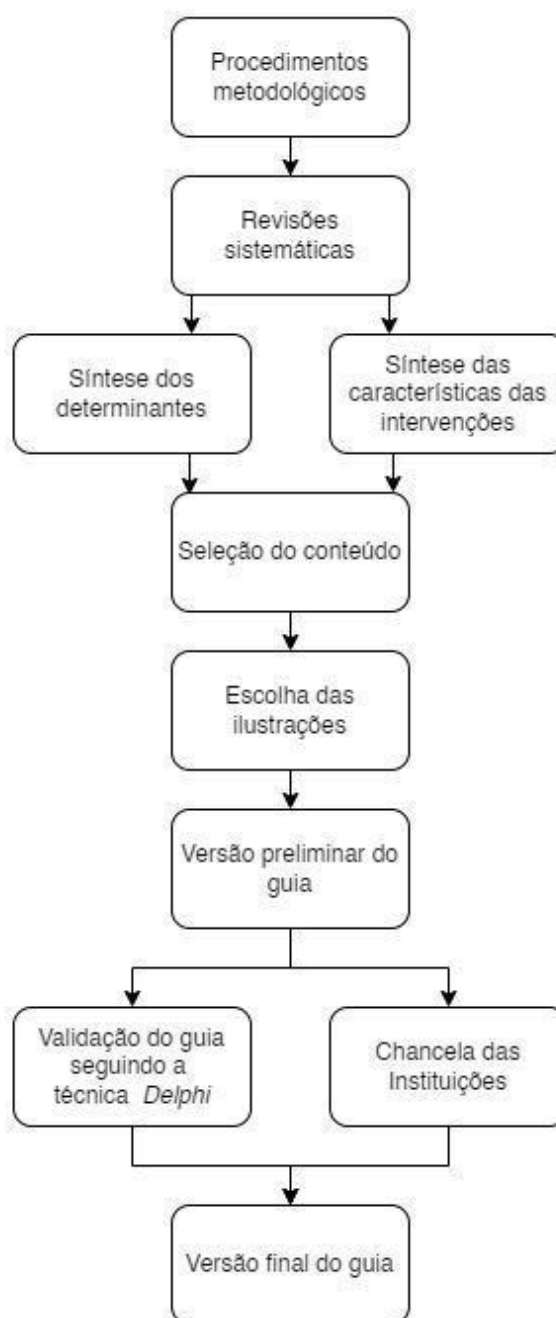 Procedimentos
metodológicos
Revisões
sistemáticas
Síntese dos
determinantes
Síntese das
características das
intervenções
Seleção do conteúdo
Escolha das
ilustrações
Versão preliminar do
guia
Validação do guia
seguindo a
técnica Delphi
Chancela das
Instituições
Versão final do guia